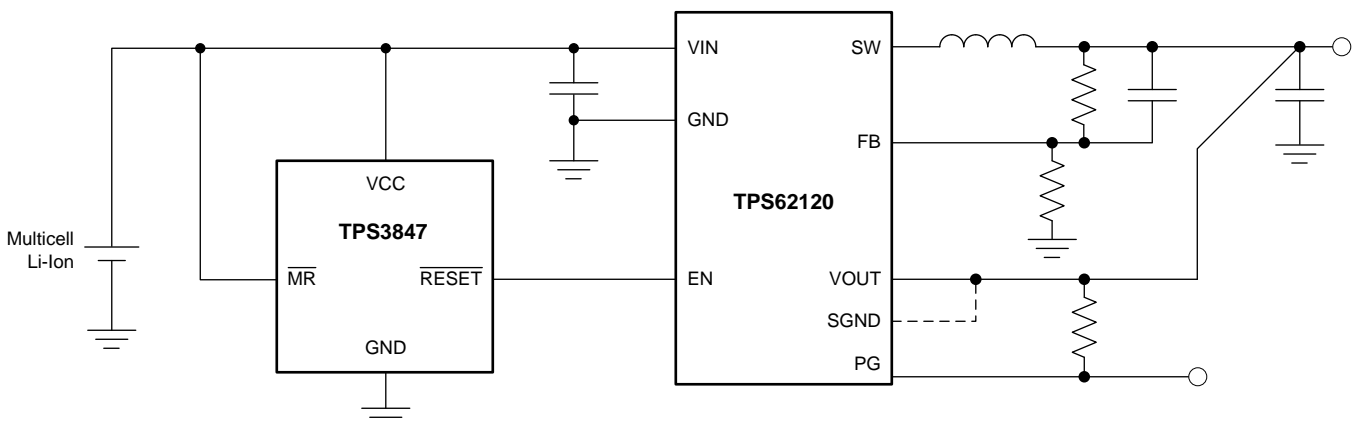 VIN
SW
GND
FB
VCC
TPS62120
TPS3847
Multicell
Li-Ion
MR
RESET
EN
VOUT
SGND
GND
PG